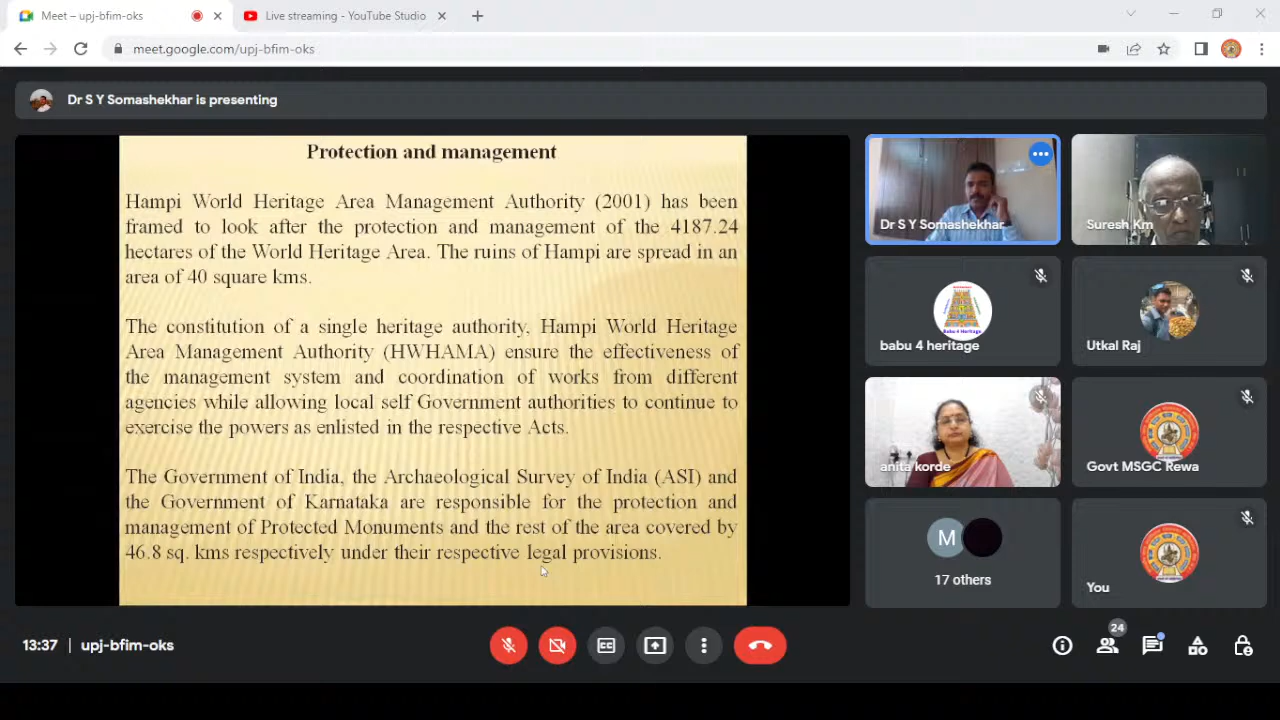 Meet – upj-bfim-oks
Live streaming - YouTube Studio
meet.google.com/upj-bfim-oks
Dr S Y Somashekhar is presenting
Protection and management
Hampi World Heritage Area Management Authority (2001) has been
framed to look after the protection and management of the 4187.24
hectares of the World Heritage Area. The ruins of Hampi are spread in an
area of 40 square kms.
The constitution of a single heritage authority, Hampi World Heritage
Area Management Authority (HWHAMA) ensure the effectiveness of
the management system and coordination of works from different
agencies while allowing local self Government authorities to continue to
exercise the powers as enlisted in the respective Acts.
The Government of India, the Archaeological Survey of India (ASI) and
the Government of Karnataka are responsible for the protection and
management of Protected Monuments and the rest of the area covered by
46.8 sq. kms respectively under their respective legal provisions.
Dr S Y Somashekhar
Suresh Km
Babu 4 Heritage
babu 4 heritage
Utkal Raj
anita korde
Govt MSGC Rewa
M
17 others
You
13:37 | upj-bfim-oks
CC
24